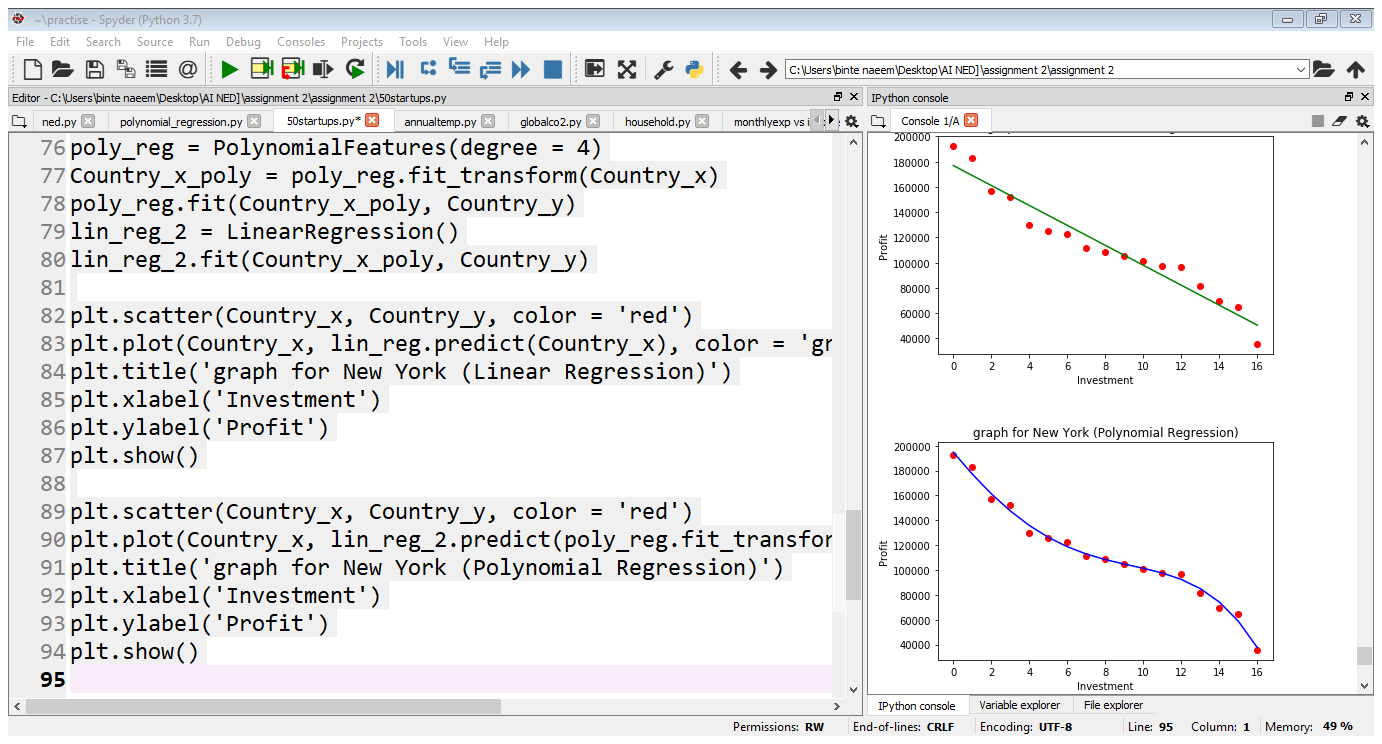 ~\practise - Spyder (Python 3.7)
File Edit Search Source Run Debug Consoles Projects Tools View Help
C:\Users\binte naeem\Desktop\AI NED]\assignment 2\assignment 2
Editor - C:\Users\binte naeem\Desktop\AI NED]\assignment 2\assignment 2\50startups.py
ned.py polynomial_regression.py 50startups.py* annualtemp.py globalco2.py household.py monthlyexp vs i
76 poly_reg = PolynomialFeatures(degree = 4)
77 Country_x_poly = poly_reg.fit_transform(Country_x)
78 poly_reg.fit(Country_x_poly, Country_y)
79 lin_reg_2 = LinearRegression()
80 lin_reg_2.fit(Country_x_poly, Country_y)
81
82 plt.scatter(Country_x, Country_y, color = 'red')
83 plt.plot(Country_x, lin_reg.predict(Country_x), color = 'gr
84 plt.title('graph for New York (Linear Regression)')
85 plt.xlabel('Investment')
86 plt.ylabel('Profit')
87 plt.show()
88
89 plt.scatter(Country_x, Country_y, color = 'red')
90 plt.plot(Country_x, lin_reg_2.predict(poly_reg.fit_transfor
91 plt.title('graph for New York (Polynomial Regression)')
92 plt.xlabel('Investment')
93 plt.ylabel('Profit')
94 plt.show()
95
IPython console
Console 1/A
200000
180000
160000
140000
120000
100000
80000
60000
40000
Profit
0 2 4 6 8 10 12 14 16
Investment
graph for New York (Polynomial Regression)
200000
180000
160000
140000
120000
100000
80000
60000
40000
Profit
0 2 4 6 8 10 12 14 16
Investment
IPython console Variable explorer File explorer
Permissions: RW End-of-lines: CRLF Encoding: UTF-8 Line: 95 Column: 1 Memory: 49 %